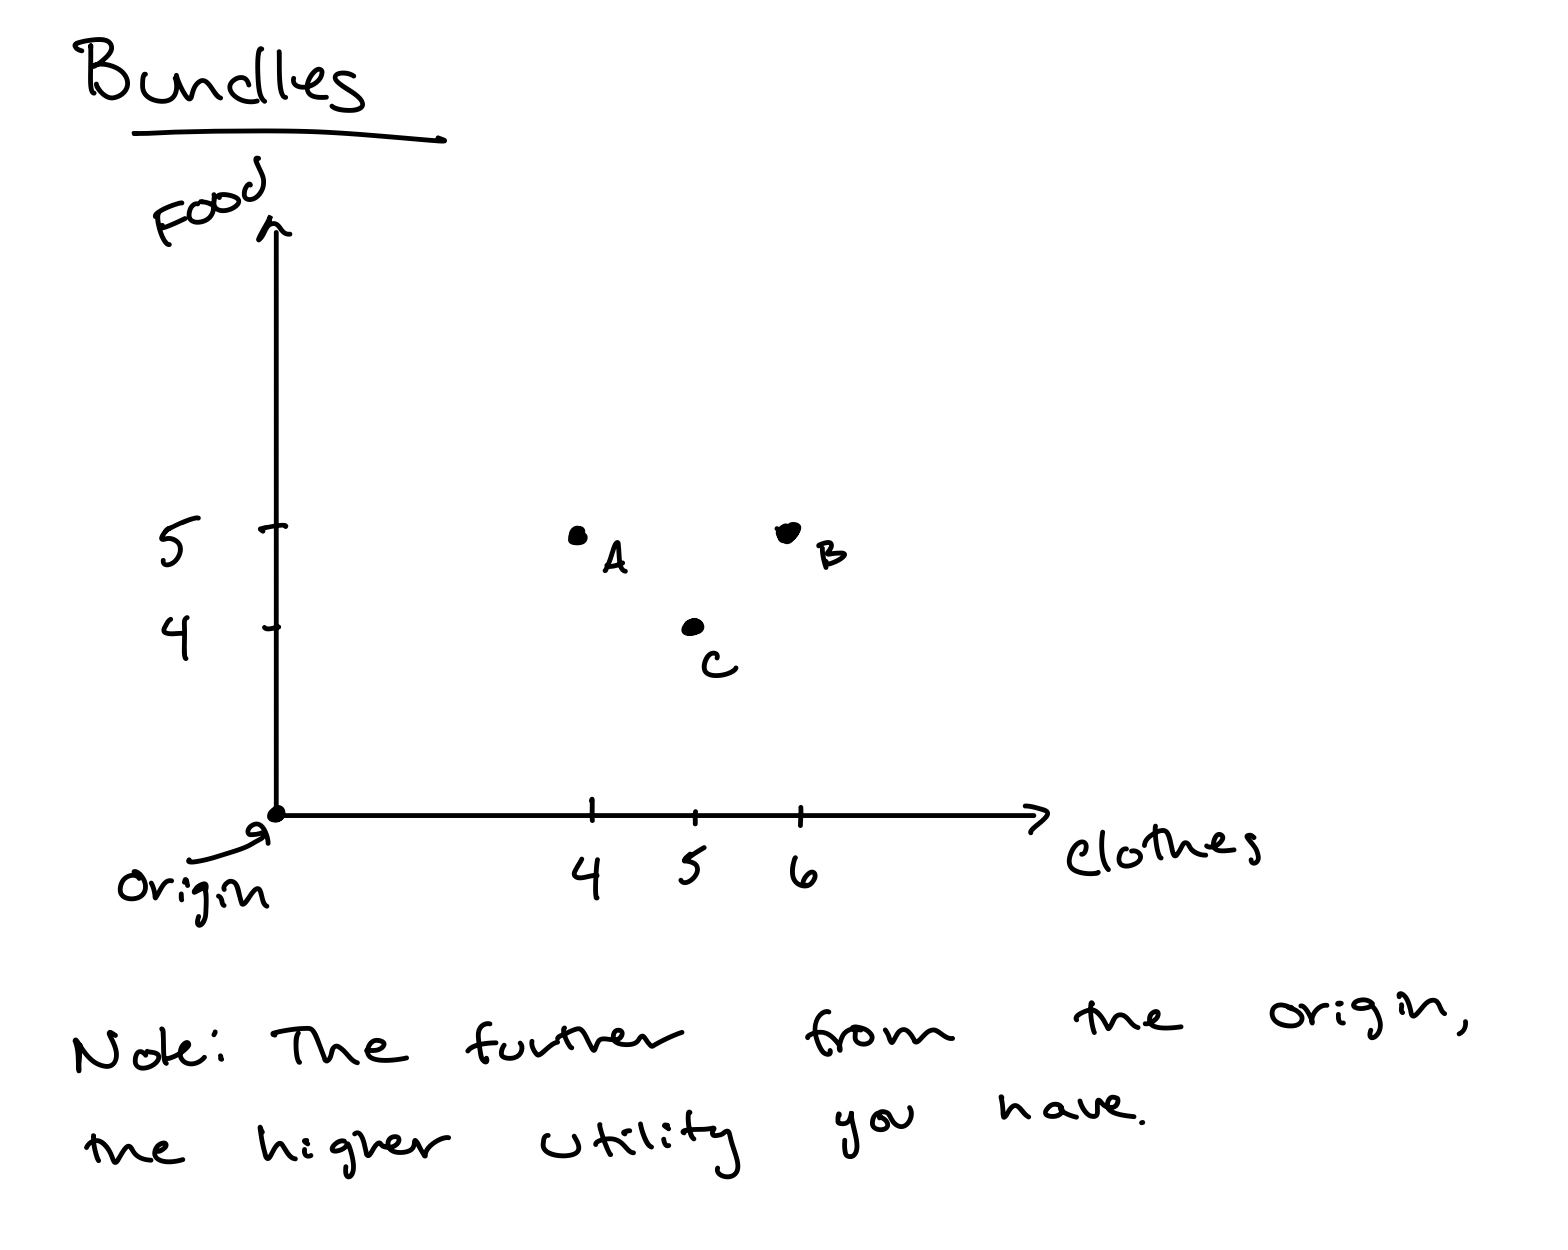 Bundles
Food
5
A
B
4
C
Origin
4 5 6
Clothes
Note: The further from the origin,
the higher utility you have.